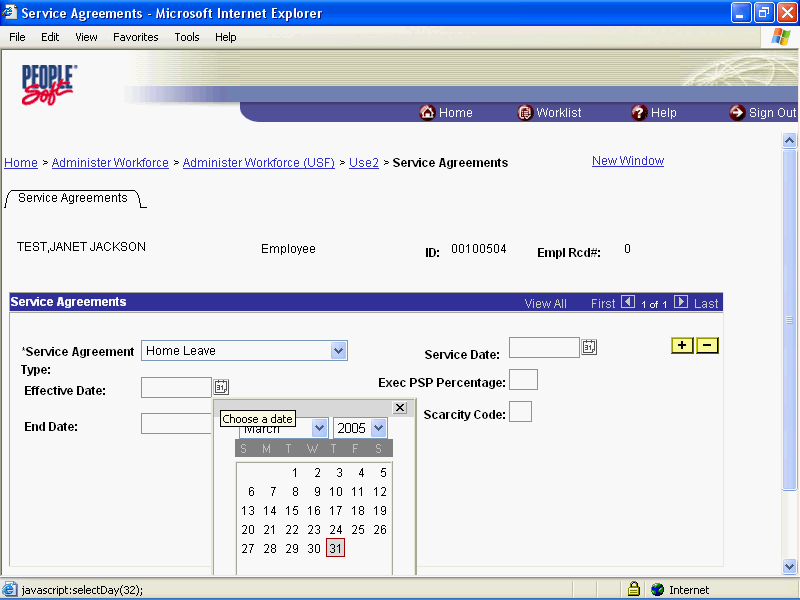 Service Agreements - Microsoft Internet Explorer
File Edit View Favorites Tools Help
PEOPLE
Soft
Home Worklist Help Sign Out
Home > Administer Workforce > Administer Workforce (USF) > Use2 > Service Agreements New Window
Service Agreements
TEST,JANET JACKSON Employee ID: 00100504 Empl Rcd#: 0
Service Agreements View All First 1 of 1 Last
*Service Agreement Type: Home Leave Service Date: 31 + −
Effective Date: 31 Exec PSP Percentage:
End Date: Scarcity Code:
Choose a date
March 2005
S M T W T F S
1 2 3 4 5
6 7 8 9 10 11 12
13 14 15 16 17 18 19
20 21 22 23 24 25 26
27 28 29 30 31
javascript:selectDay(32); Internet